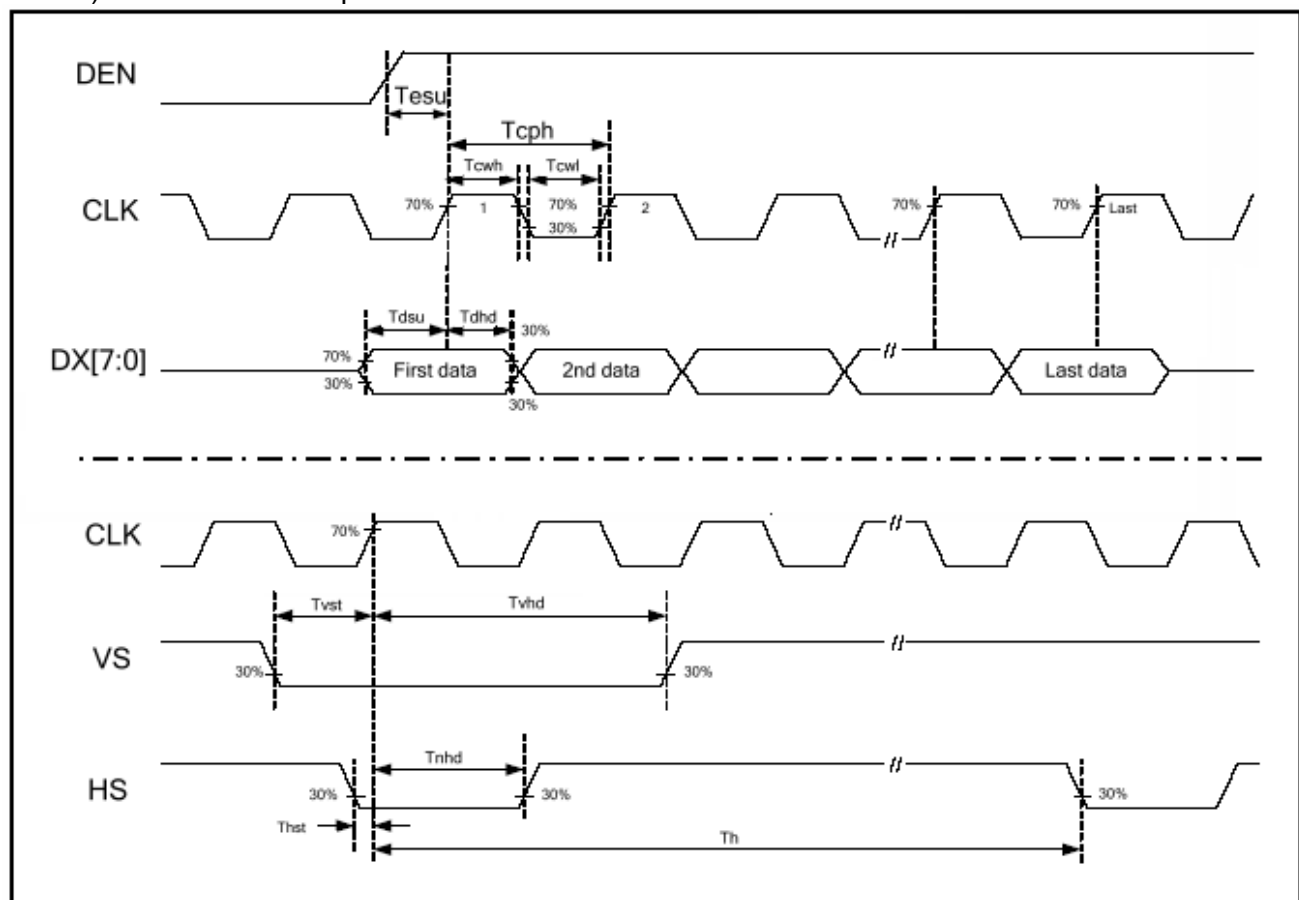 DEN
Tesu
Tcph
Tcwh Tcwl
CLK 70% 1 70% 2 70% 70% Last
30%
Tdsu Tdhd 30%
DX[7:0] 70% First data 2nd data Last data
30% 30%
CLK 70%
Tvst Tvhd
VS 30% 30%
Tnhd
HS 30% 30% 30%
Thst Th